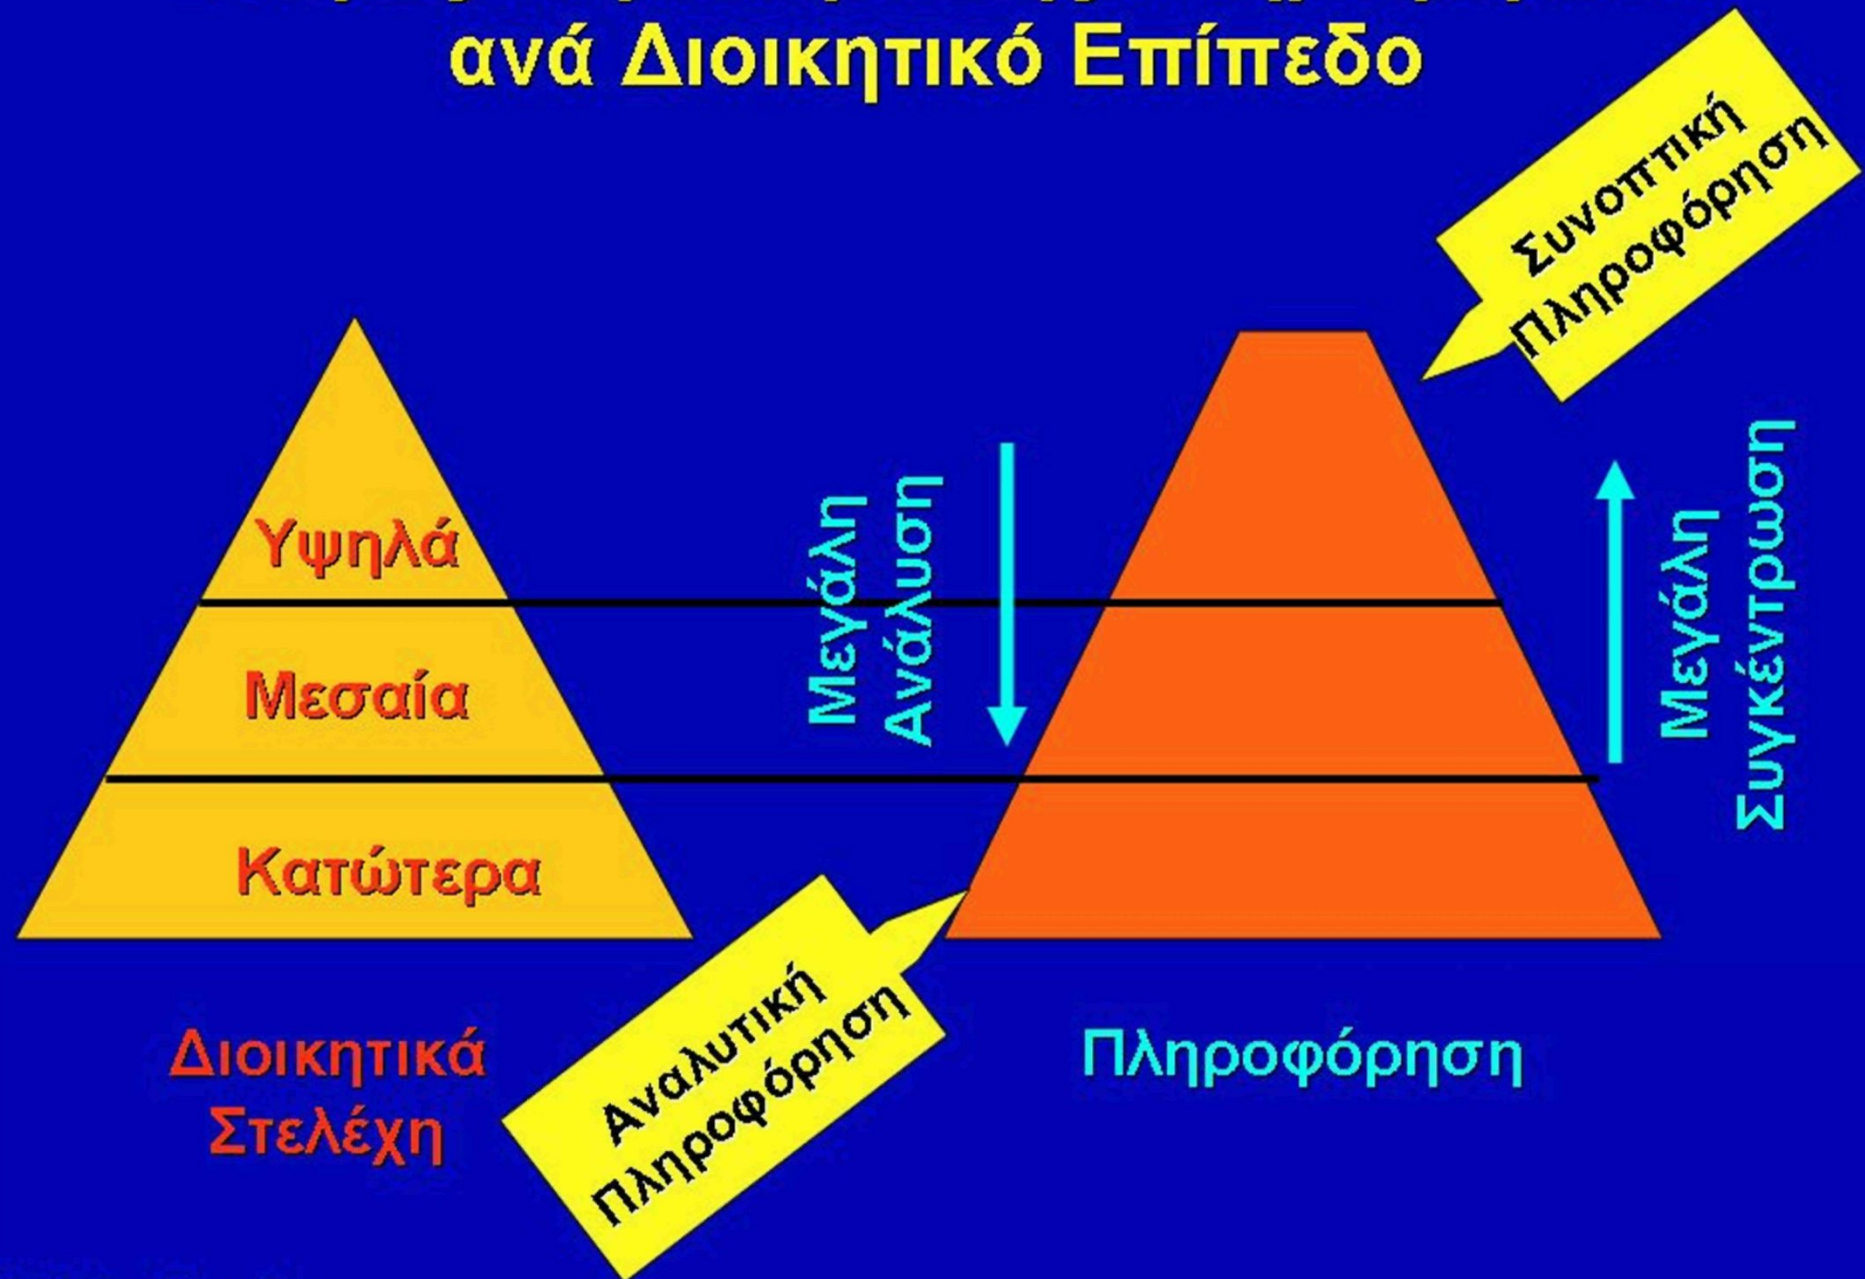 ανά Διοικητικό Επίπεδο
Συνοπτική
Πληροφόρηση
Υψηλά
Μεσαία
Κατώτερα
Μεγάλη
Ανάλυση
Μεγάλη
Συγκέντρωση
Αναλυτική
Πληροφόρηση
Διοικητικά
Στελέχη
Πληροφόρηση